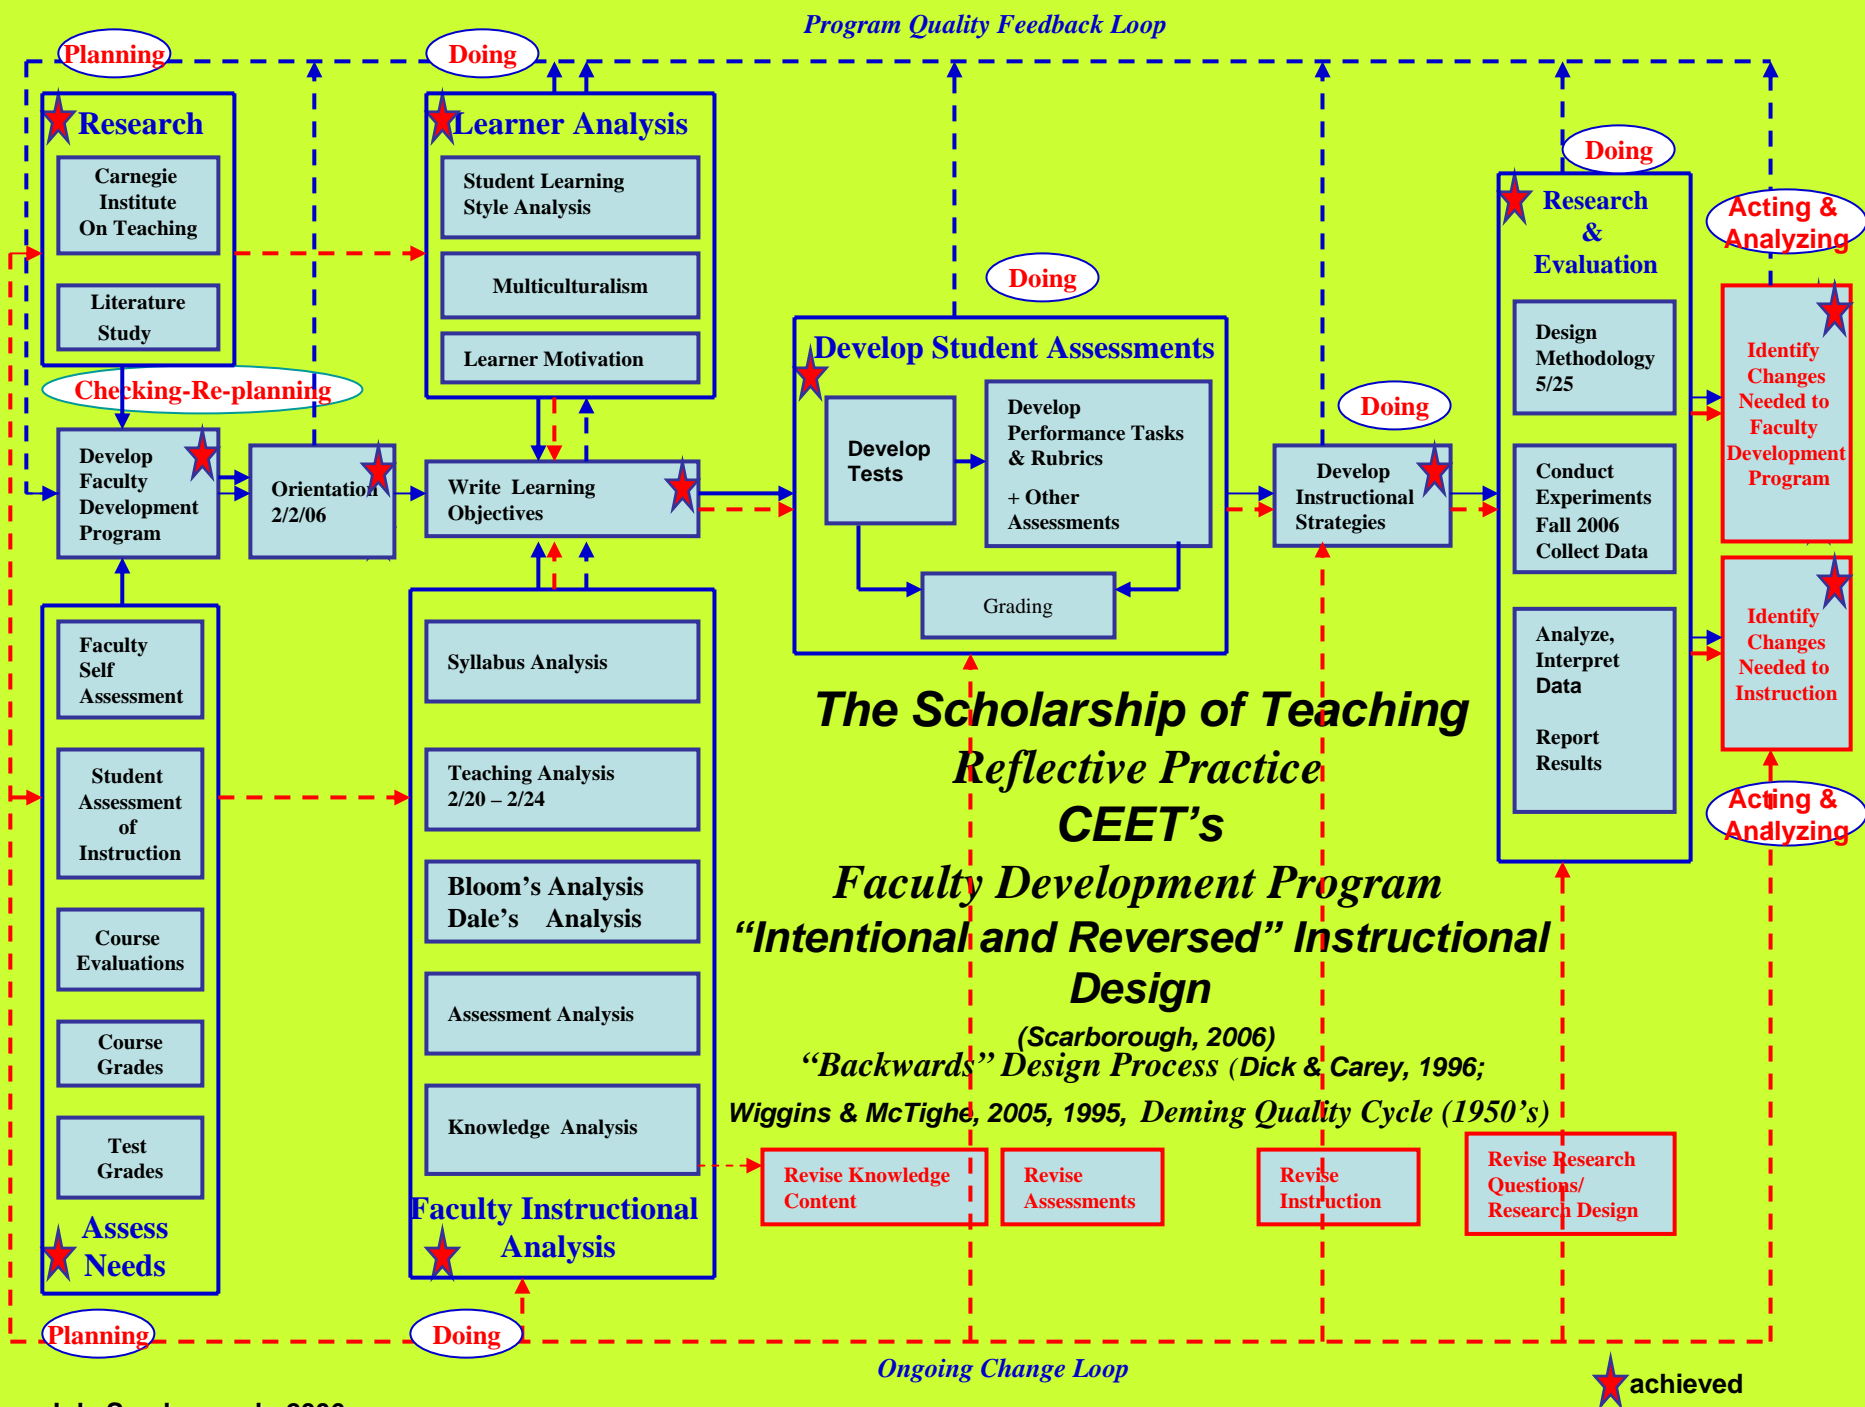 Program Quality Feedback Loop
Planning
Doing
Research
Carnegie
Institute
On Teaching
Literature
Study
Checking-Re-planning
Develop
Faculty
Development
Program
Orientation
2/2/06
Faculty
Self
Assessment
Student
Assessment
of
Instruction
Course
Evaluations
Course
Grades
Test
Grades
Assess
Needs
Planning
Learner Analysis
Student Learning
Style Analysis
Multiculturalism
Learner Motivation
Write Learning
Objectives
Syllabus Analysis
Teaching Analysis
2/20 – 2/24
Bloom's Analysis
Dale's Analysis
Assessment Analysis
Knowledge Analysis
Faculty Instructional
Analysis
Doing
Doing
Develop Student Assessments
Develop
Tests
Develop
Performance Tasks
& Rubrics
+ Other
Assessments
Grading
Doing
Develop
Instructional
Strategies
Doing
Research
&
Evaluation
Design
Methodology
5/25
Conduct
Experiments
Fall 2006
Collect Data
Analyze,
Interpret
Data
Report
Results
Acting &
Analyzing
Identify
Changes
Needed to
Faculty
Development
Program
Identify
Changes
Needed to
Instruction
Acting &
Analyzing
The Scholarship of Teaching
Reflective Practice
CEET's
Faculty Development Program
“Intentional and Reversed” Instructional
Design
(Scarborough, 2006)
“Backwards” Design Process (Dick & Carey, 1996;
Wiggins & McTighe, 2005, 1995, Deming Quality Cycle (1950's)
Revise Knowledge
Content
Revise
Assessments
Revise
Instruction
Revise Research
Questions/
Research Design
Ongoing Change Loop
achieved